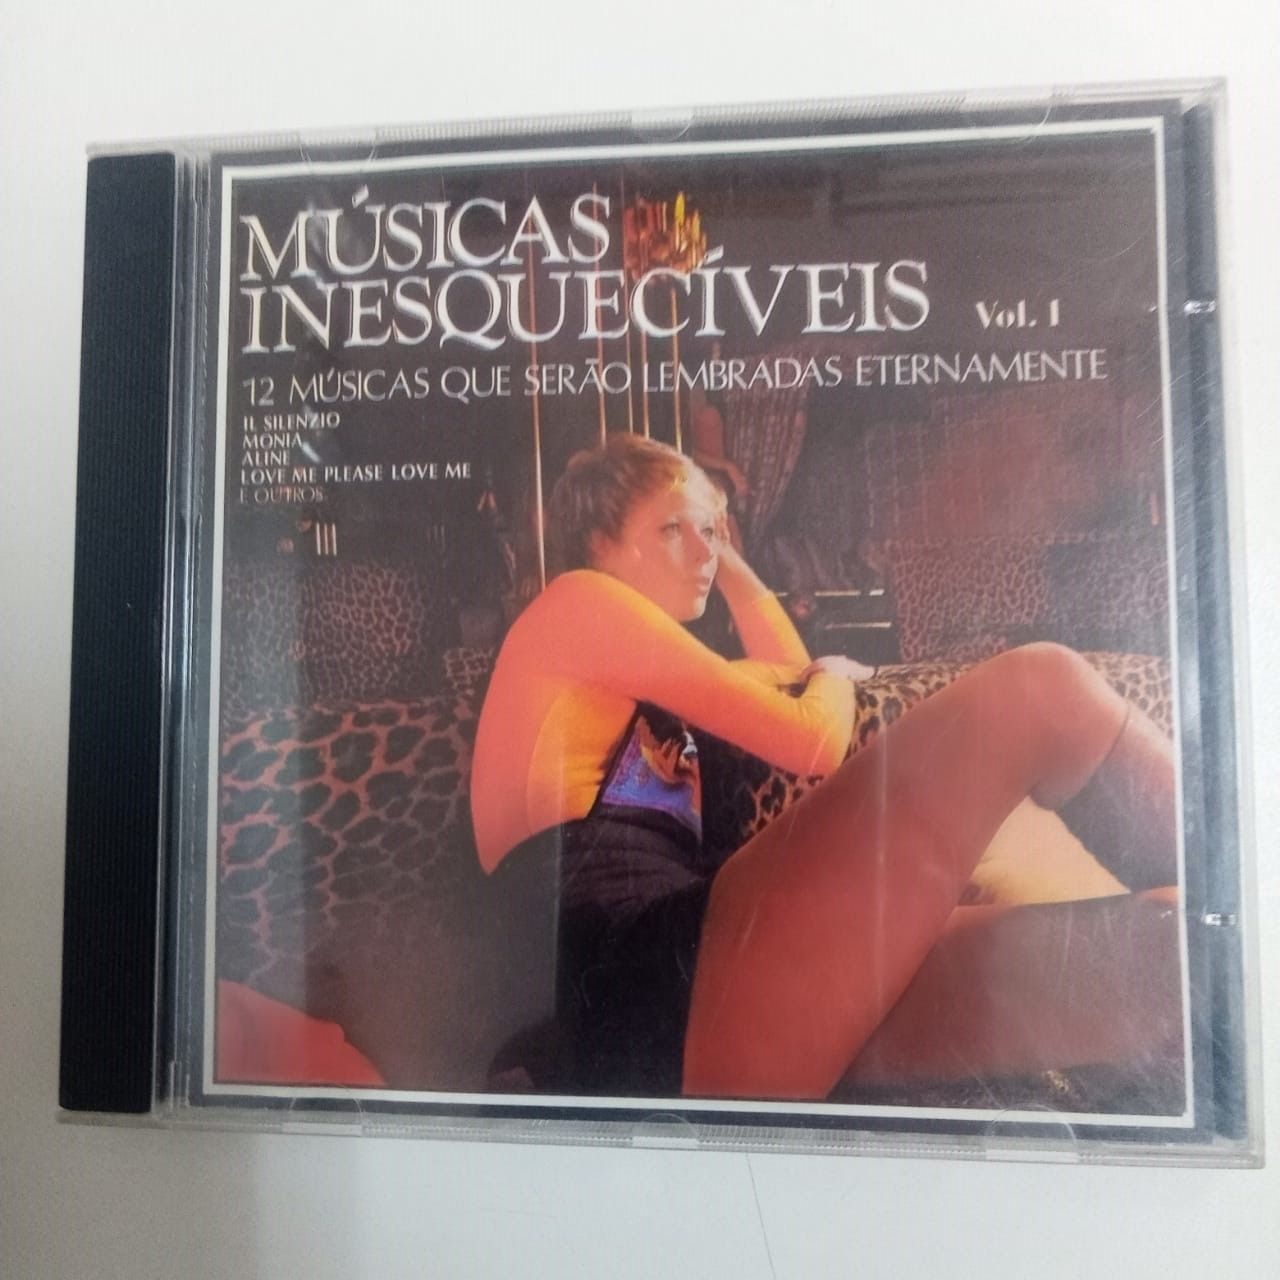 MÚSICAS
INESQUECÍVEIS Vol. 1
12 MÚSICAS QUE SERÃO LEMBRADAS ETERNAMENTE
IL SILENZIO
MONIA
ALINE
LOVE ME PLEASE LOVE ME
E OUTROS